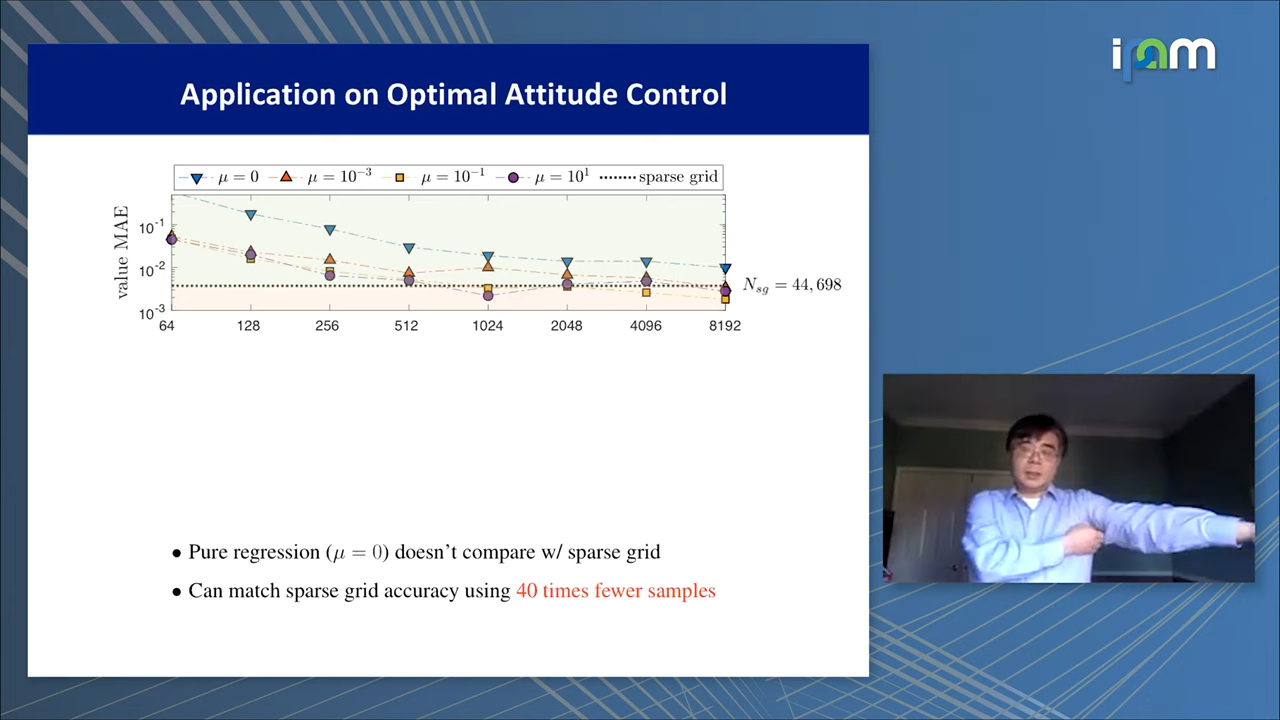 ipam
Application on Optimal Attitude Control
μ = 0 μ = 10⁻³ μ = 10⁻¹ μ = 10¹ sparse grid
value MAE
10⁻¹
10⁻²
10⁻³
N_sg = 44,698
64 128 256 512 1024 2048 4096 8192
• Pure regression (μ = 0) doesn't compare w/ sparse grid
• Can match sparse grid accuracy using 40 times fewer samples